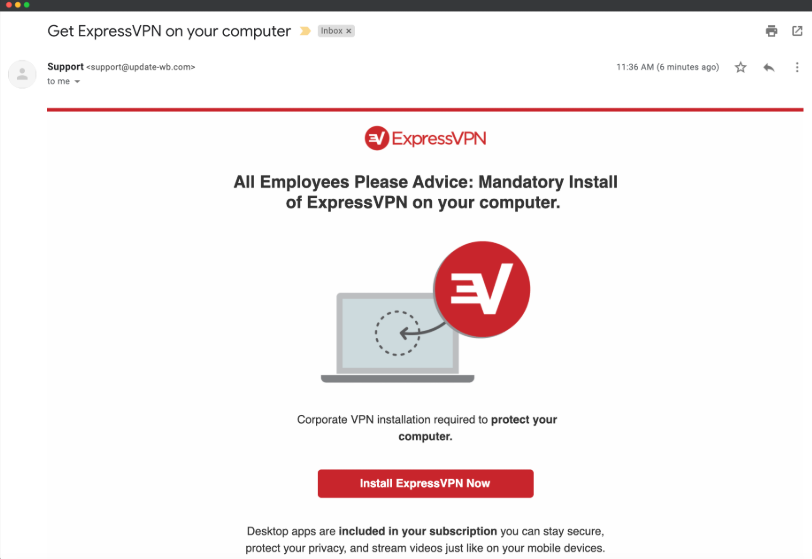 Get ExpressVPN on your computer
Inbox ×
Support <support@update-wb.com>
11:36 AM (6 minutes ago)
to me
ExpressVPN
All Employees Please Advice: Mandatory Install
of ExpressVPN on your computer.
Corporate VPN installation required to protect your
computer.
Install ExpressVPN Now
Desktop apps are included in your subscription you can stay secure,
protect your privacy, and stream videos just like on your mobile devices.